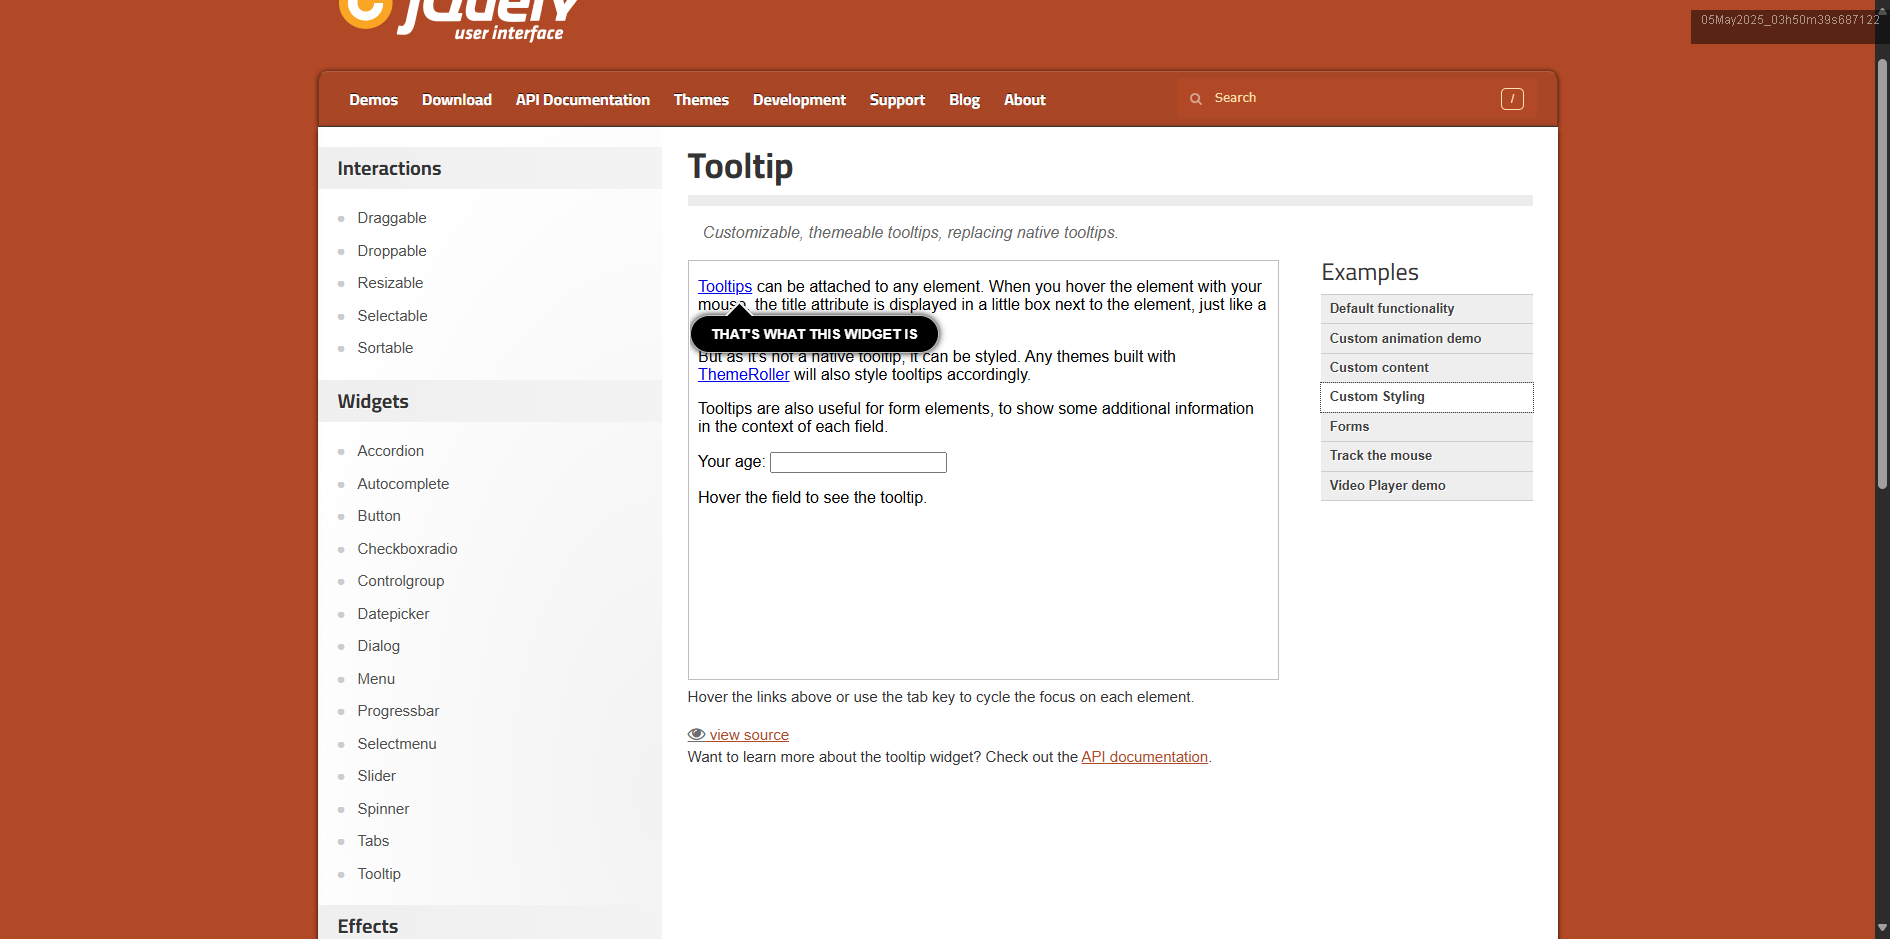 jQuery
user interface
05May2025_03h50m39s687122
Demos Download API Documentation Themes Development Support Blog About Search /
Interactions
Draggable
Droppable
Resizable
Selectable
Sortable
Widgets
Accordion
Autocomplete
Button
Checkboxradio
Controlgroup
Datepicker
Dialog
Menu
Progressbar
Selectmenu
Slider
Spinner
Tabs
Tooltip
Effects
Tooltip
Customizable, themeable tooltips, replacing native tooltips.
Tooltips can be attached to any element. When you hover the element with your
mouse, the title attribute is displayed in a little box next to the element, just like a
THAT'S WHAT THIS WIDGET IS
But as it's not a native tooltip, it can be styled. Any themes built with
ThemeRoller will also style tooltips accordingly.
Tooltips are also useful for form elements, to show some additional information
in the context of each field.
Your age:
Hover the field to see the tooltip.
Hover the links above or use the tab key to cycle the focus on each element.
view source
Want to learn more about the tooltip widget? Check out the API documentation.
Examples
Default functionality
Custom animation demo
Custom content
Custom Styling
Forms
Track the mouse
Video Player demo